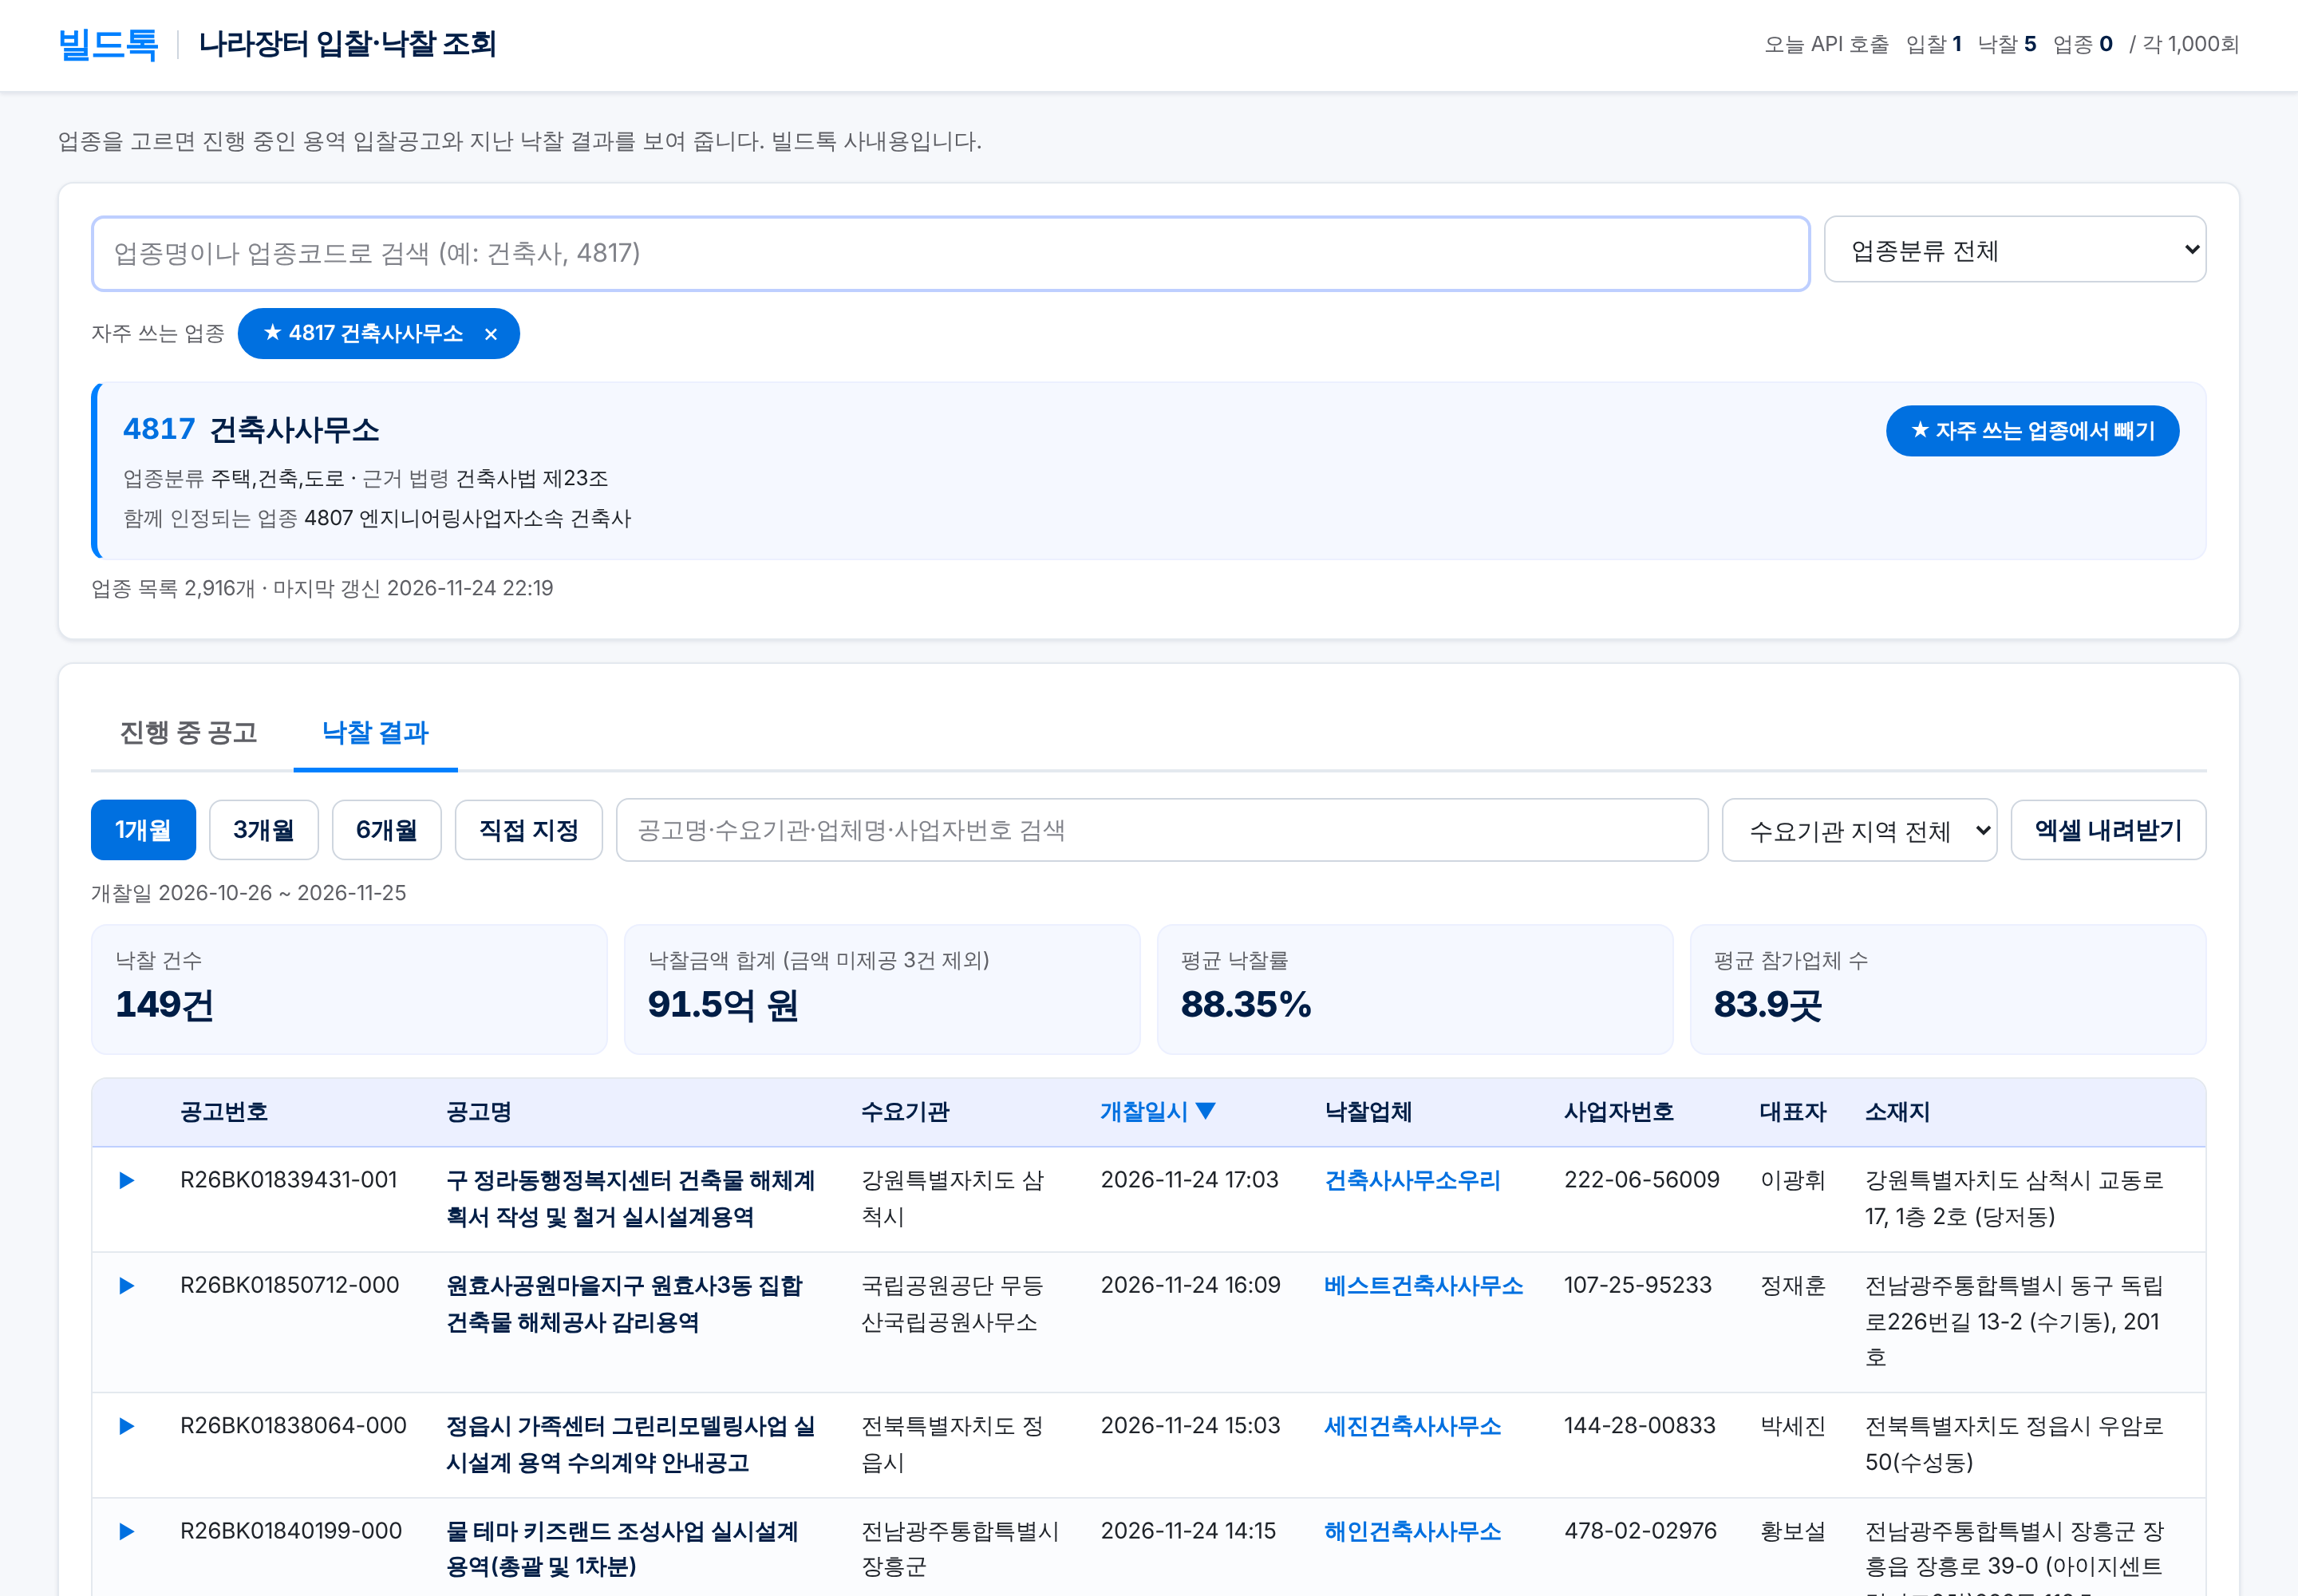 빌드톡 나라장터 입찰·낙찰 조회
오늘 API 호출 입찰 1 낙찰 5 업종 0 / 각 1,000회
업종을 고르면 진행 중인 용역 입찰공고와 지난 낙찰 결과를 보여 줍니다. 빌드톡 사내용입니다.
업종명이나 업종코드로 검색 (예: 건축사, 4817)
업종분류 전체
자주 쓰는 업종 ★ 4817 건축사사무소 ×
4817 건축사사무소
★ 자주 쓰는 업종에서 빼기
업종분류 주택,건축,도로 · 근거 법령 건축사법 제23조
함께 인정되는 업종 4807 엔지니어링사업자소속 건축사
업종 목록 2,916개 · 마지막 갱신 2026-11-24 22:19
진행 중 공고 낙찰 결과
1개월 3개월 6개월 직접 지정 공고명·수요기관·업체명·사업자번호 검색 수요기관 지역 전체 엑셀 내려받기
개찰일 2026-10-26 ~ 2026-11-25
낙찰 건수
149건
낙찰금액 합계 (금액 미제공 3건 제외)
91.5억 원
평균 낙찰률
88.35%
평균 참가업체 수
83.9곳
공고번호 공고명 수요기관 개찰일시 ▼ 낙찰업체 사업자번호 대표자 소재지
▶ R26BK01839431-001 구 정라동행정복지센터 건축물 해체계 강원특별자치도 삼 2026-11-24 17:03 건축사사무소우리 222-06-56009 이광휘 강원특별자치도 삼척시 교동로
획서 작성 및 철거 실시설계용역 척시 17, 1층 2호 (당저동)
▶ R26BK01850712-000 원효사공원마을지구 원효사3동 집합 국립공원공단 무등 2026-11-24 16:09 베스트건축사사무소 107-25-95233 정재훈 전남광주통합특별시 동구 독립
건축물 해체공사 감리용역 산국립공원사무소 로226번길 13-2 (수기동), 201
호
▶ R26BK01838064-000 정읍시 가족센터 그린리모델링사업 실 전북특별자치도 정 2026-11-24 15:03 세진건축사사무소 144-28-00833 박세진 전북특별자치도 정읍시 우암로
시설계 용역 수의계약 안내공고 읍시 50(수성동)
▶ R26BK01840199-000 물 테마 키즈랜드 조성사업 실시설계 전남광주통합특별시 2026-11-24 14:15 해인건축사사무소 478-02-02976 황보설 전남광주통합특별시 장흥군 장
용역(총괄 및 1차분) 장흥군 흥읍 장흥로 39-0 (아이지센트